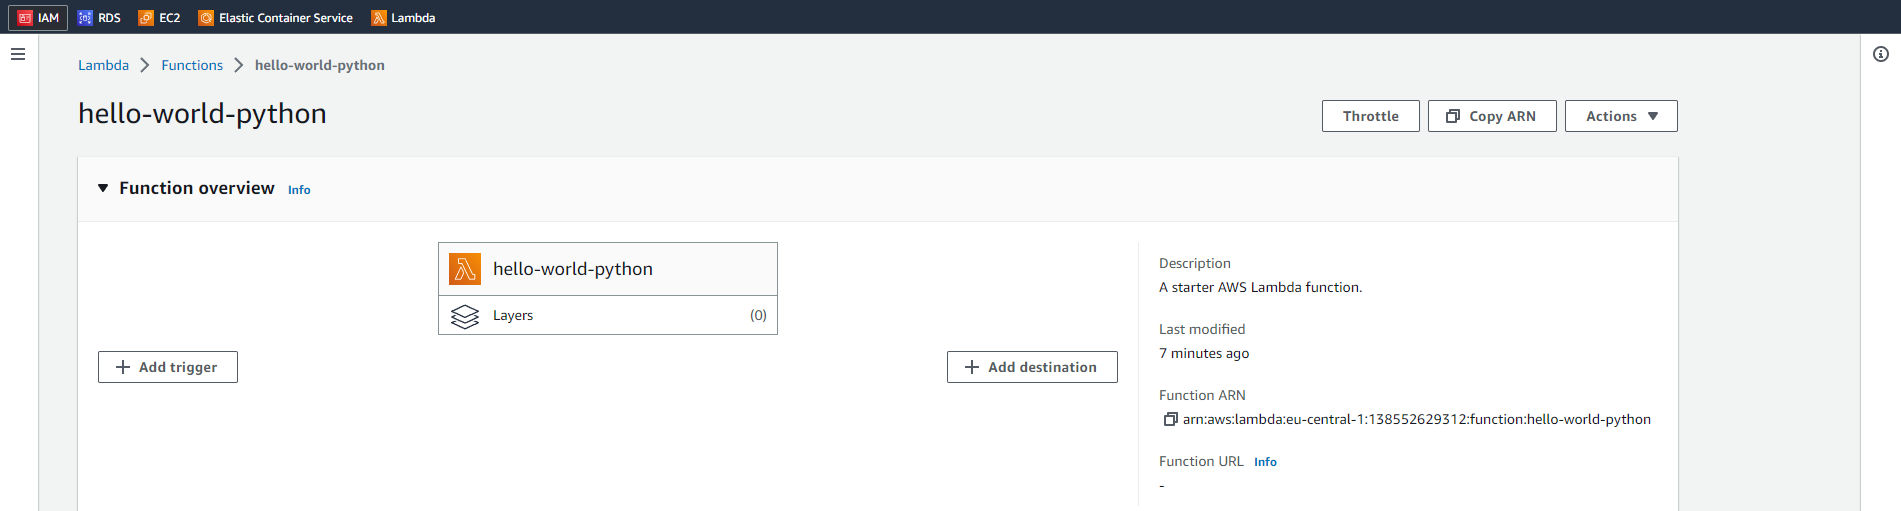 IAM RDS EC2 Elastic Container Service Lambda
Lambda Functions hello-world-python
hello-world-python
Throttle Copy ARN Actions
Function overview Info
hello-world-python
Layers (0)
Add trigger
Add destination
Description
A starter AWS Lambda function.
Last modified
7 minutes ago
Function ARN
arn:aws:lambda:eu-central-1:138552629312:function:hello-world-python
Function URL Info
-